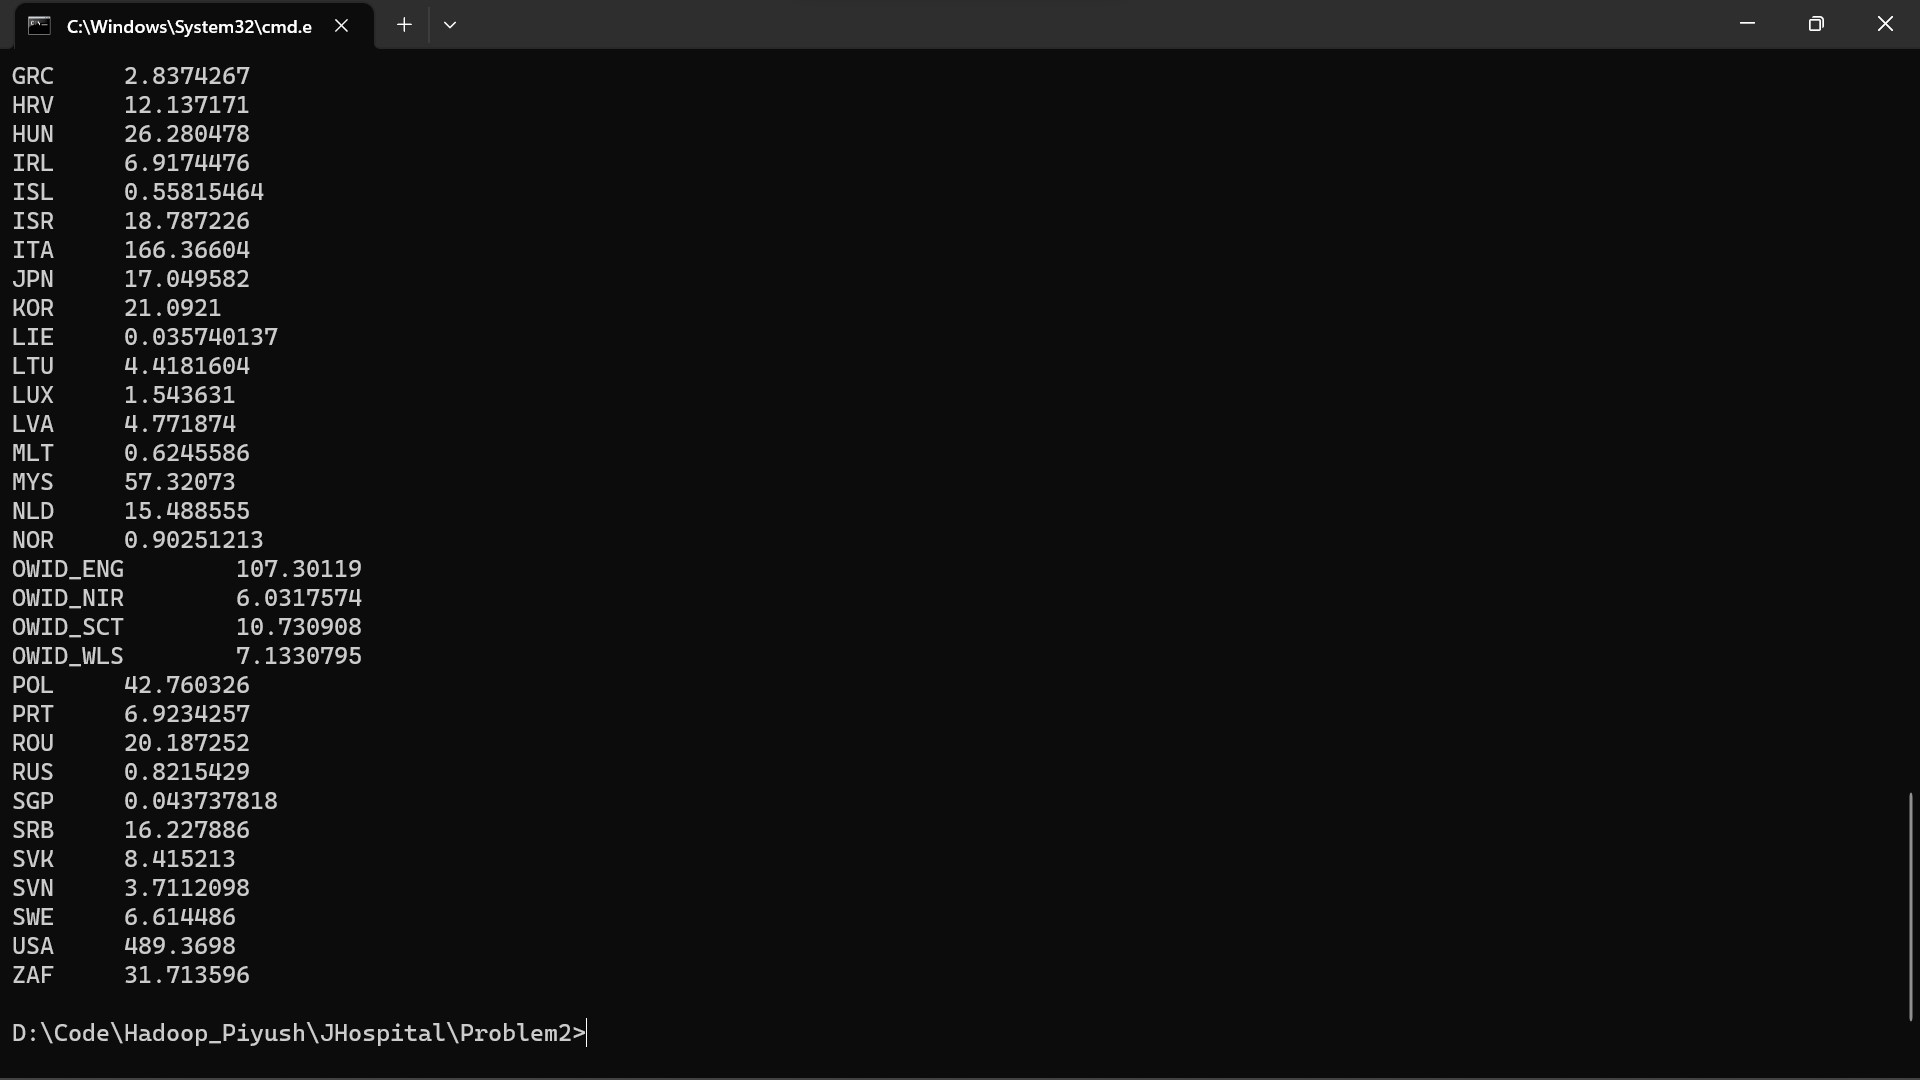 C:\Windows\System32\cmd.e
GRC 2.8374267
HRV 12.137171
HUN 26.280478
IRL 6.9174476
ISL 0.55815464
ISR 18.787226
ITA 166.36604
JPN 17.049582
KOR 21.0921
LIE 0.035740137
LTU 4.4181604
LUX 1.543631
LVA 4.771874
MLT 0.6245586
MYS 57.32073
NLD 15.488555
NOR 0.90251213
OWID_ENG 107.30119
OWID_NIR 6.0317574
OWID_SCT 10.730908
OWID_WLS 7.1330795
POL 42.760326
PRT 6.9234257
ROU 20.187252
RUS 0.8215429
SGP 0.043737818
SRB 16.227886
SVK 8.415213
SVN 3.7112098
SWE 6.614486
USA 489.3698
ZAF 31.713596
D:\Code\Hadoop_Piyush\JHospital\Problem2>